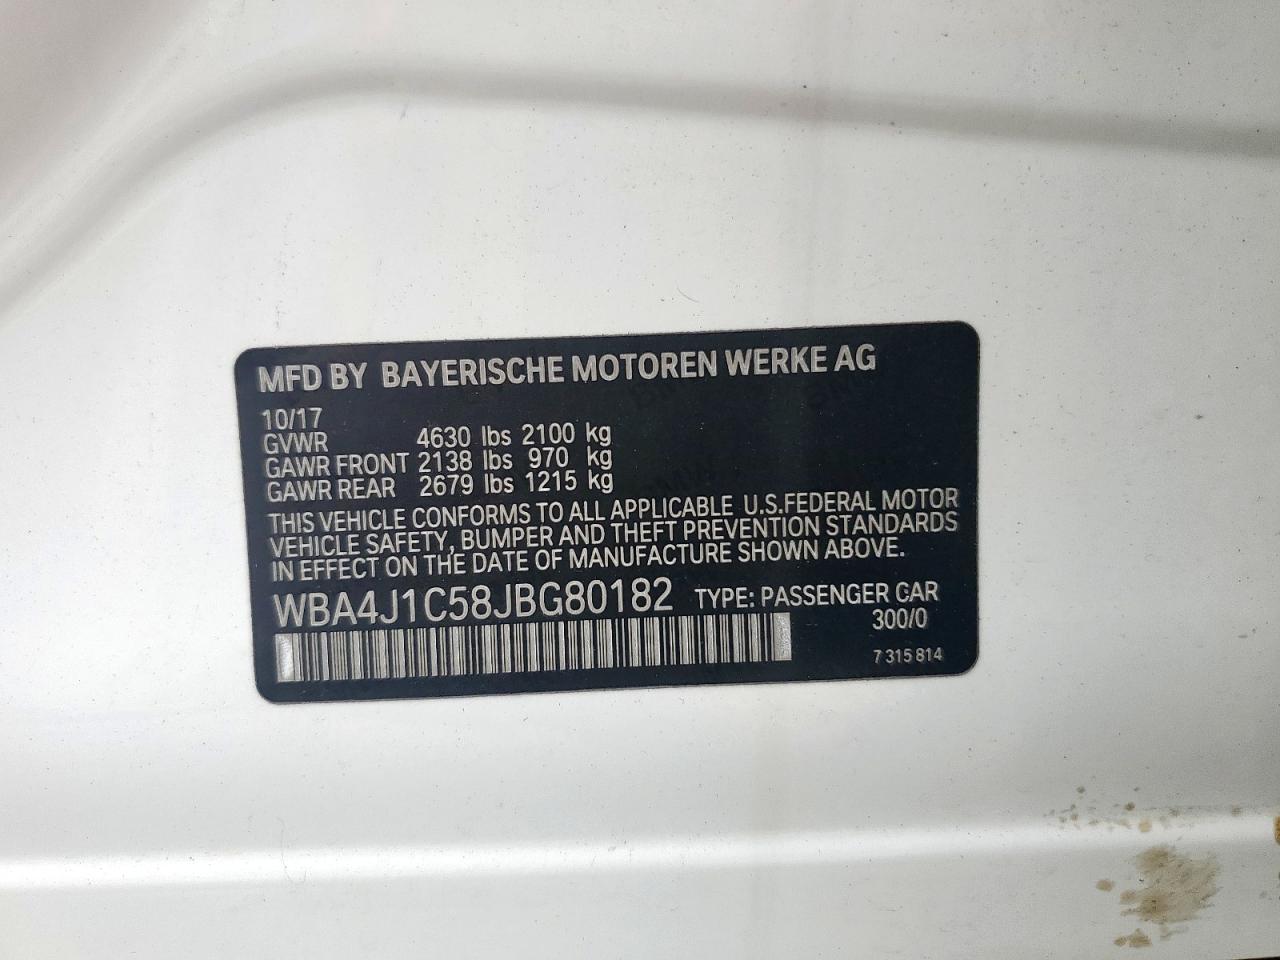 MFD BY BAYERISCHE MOTOREN WERKE AG
10/17
GVWR 4630 lbs 2100 kg
GAWR FRONT 2138 lbs 970 kg
GAWR REAR 2679 lbs 1215 kg
THIS VEHICLE CONFORMS TO ALL APPLICABLE U.S.FEDERAL MOTOR
VEHICLE SAFETY, BUMPER AND THEFT PREVENTION STANDARDS
IN EFFECT ON THE DATE OF MANUFACTURE SHOWN ABOVE.
WBA4J1C58JBG80182 TYPE: PASSENGER CAR
300/0
7 315 814